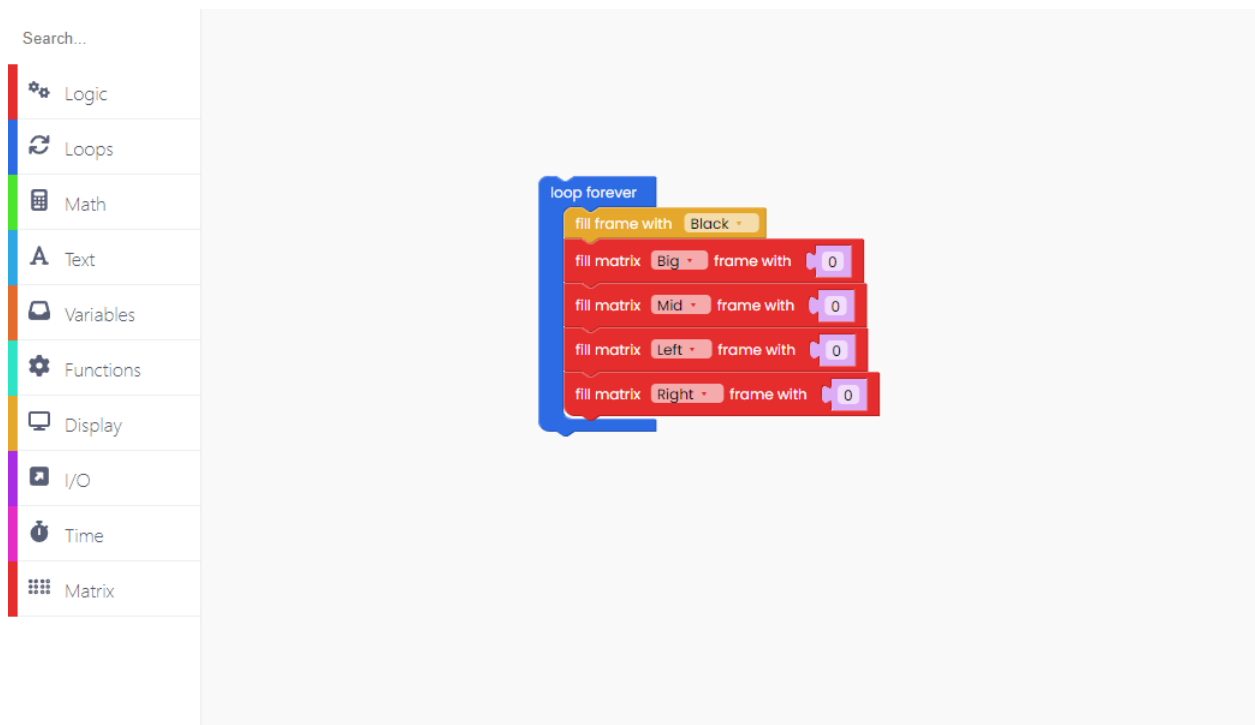 Search...
Logic
Loops
Math
Text
Variables
Functions
Display
I/O
Time
Matrix
loop forever
fill frame with Black
fill matrix Big frame with 0
fill matrix Mid frame with 0
fill matrix Left frame with 0
fill matrix Right frame with 0